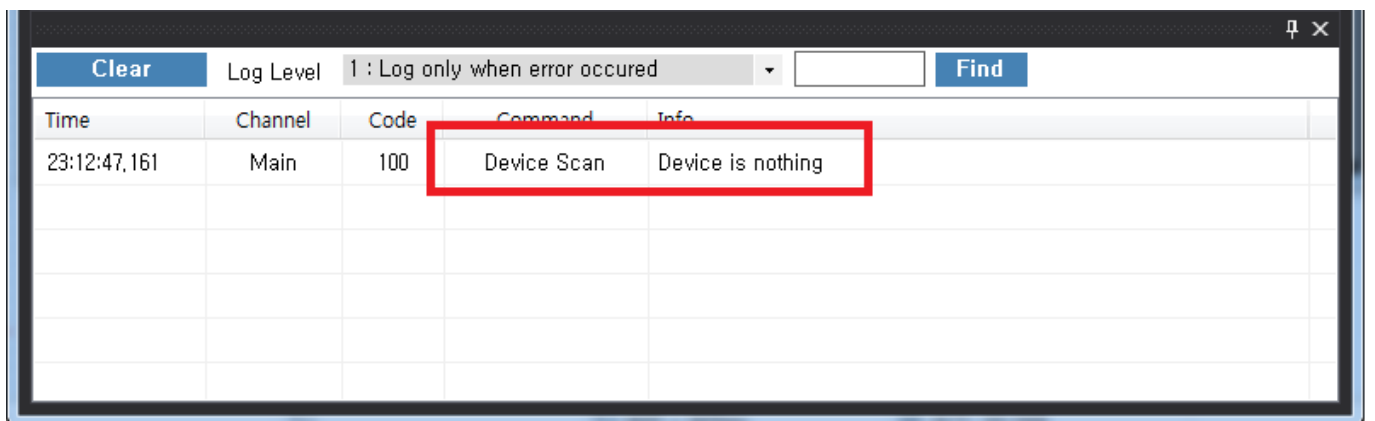 Clear Log Level 1 : Log only when error occured Find
Time Channel Code Command Info
23:12:47,161 Main 100 Device Scan Device is nothing